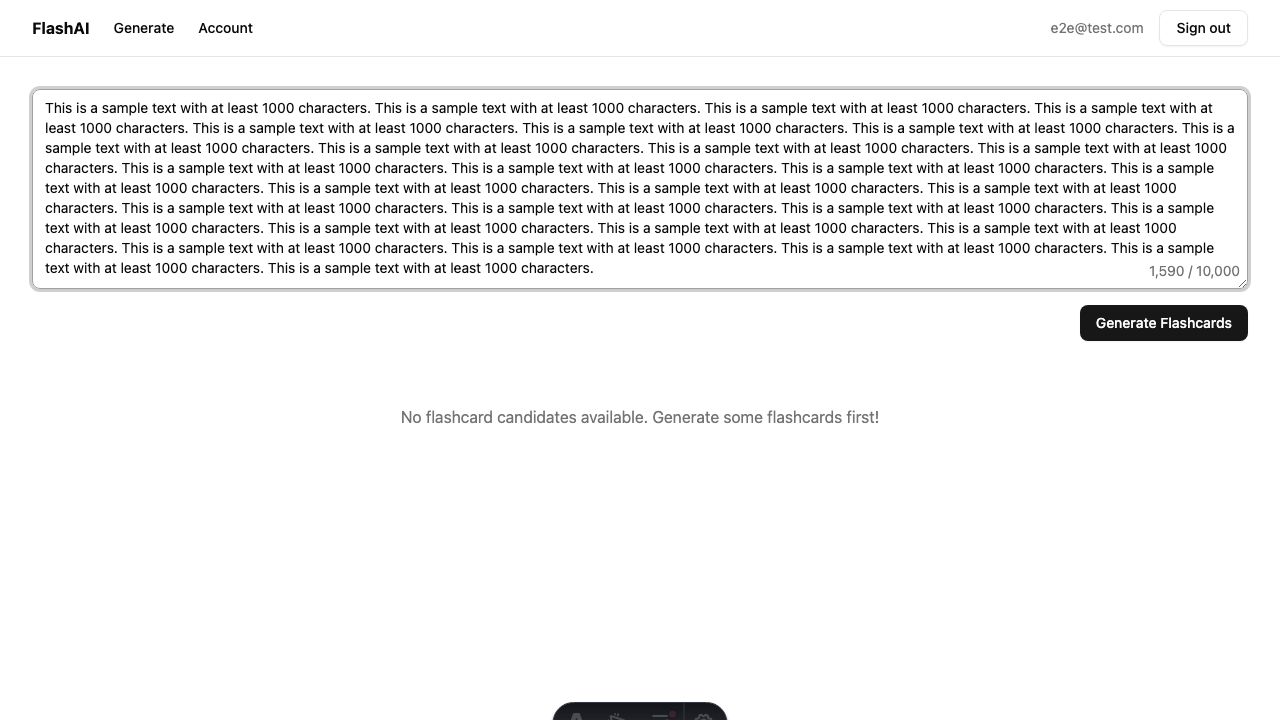 FlashAI Generate Account e2e@test.com Sign out
This is a sample text with at least 1000 characters. This is a sample text with at least 1000 characters. This is a sample text with at least 1000 characters. This is a sample text with at
least 1000 characters. This is a sample text with at least 1000 characters. This is a sample text with at least 1000 characters. This is a sample text with at least 1000 characters. This is a
sample text with at least 1000 characters. This is a sample text with at least 1000 characters. This is a sample text with at least 1000 characters. This is a sample text with at least 1000
characters. This is a sample text with at least 1000 characters. This is a sample text with at least 1000 characters. This is a sample text with at least 1000 characters. This is a sample
text with at least 1000 characters. This is a sample text with at least 1000 characters. This is a sample text with at least 1000 characters. This is a sample text with at least 1000
characters. This is a sample text with at least 1000 characters. This is a sample text with at least 1000 characters. This is a sample text with at least 1000 characters. This is a sample
text with at least 1000 characters. This is a sample text with at least 1000 characters. This is a sample text with at least 1000 characters. This is a sample text with at least 1000
characters. This is a sample text with at least 1000 characters. This is a sample text with at least 1000 characters. This is a sample text with at least 1000 characters. This is a sample
text with at least 1000 characters. This is a sample text with at least 1000 characters.
1,590 / 10,000
Generate Flashcards
No flashcard candidates available. Generate some flashcards first!